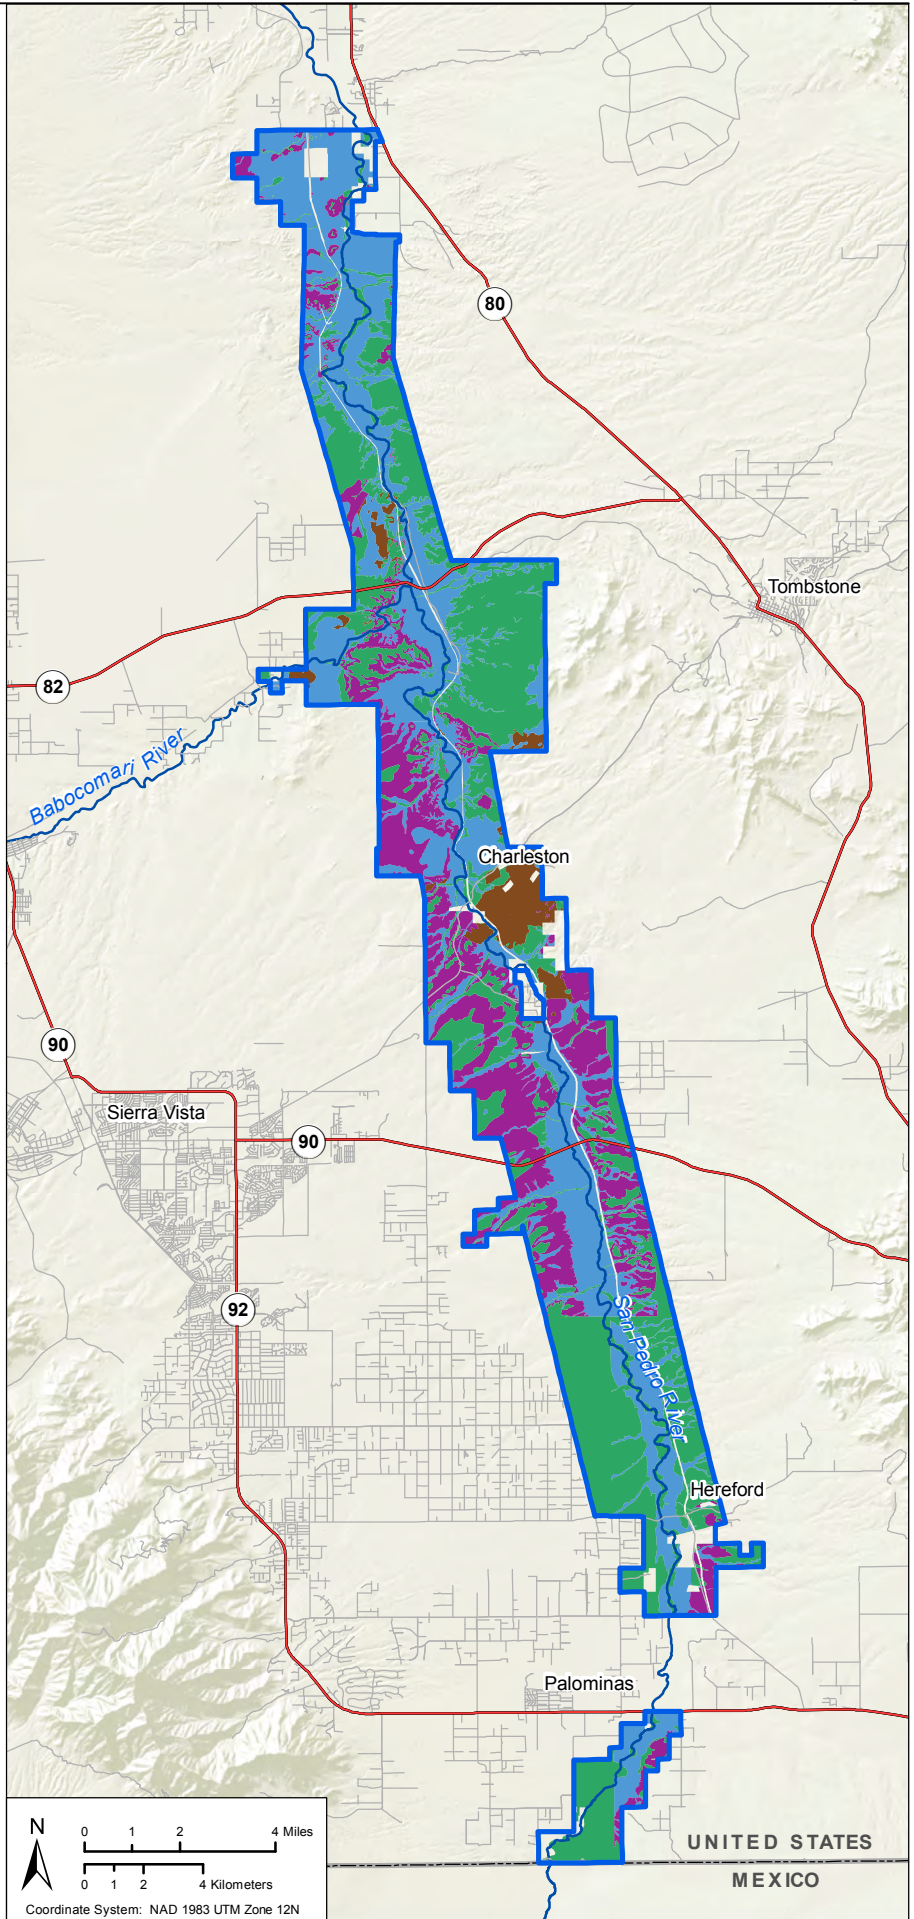 80
Tombstone
82
Babocomari River
Charleston
90
Sierra Vista
90
92
San Pedro River
Hereford
Palominas
N
0 1 2 4 Miles
0 1 2 4 Kilometers
Coordinate System: NAD 1983 UTM Zone 12N
UNITED STATES
MEXICO